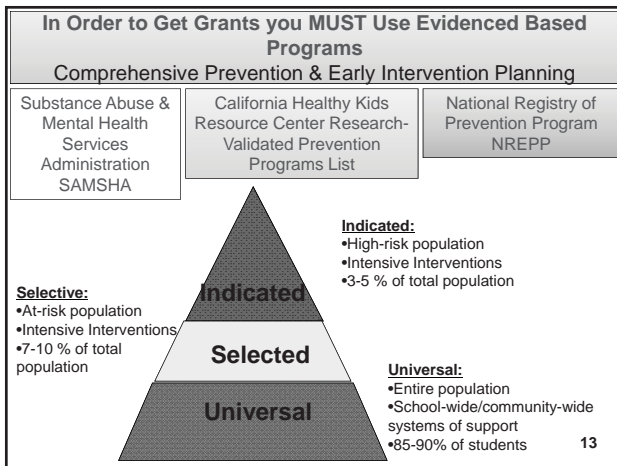 In Order to Get Grants you MUST Use Evidenced Based
Programs
Comprehensive Prevention & Early Intervention Planning
Substance Abuse &
Mental Health
Services
Administration
SAMSHA
California Healthy Kids
Resource Center Research-
Validated Prevention
Programs List
National Registry of
Prevention Program
NREPP
Indicated:
•High-risk population
•Intensive Interventions
•3-5 % of total population
Indicated
Selective:
•At-risk population
•Intensive Interventions
•7-10 % of total
population
Selected
Universal
Universal:
•Entire population
•School-wide/community-wide
systems of support
•85-90% of students
13